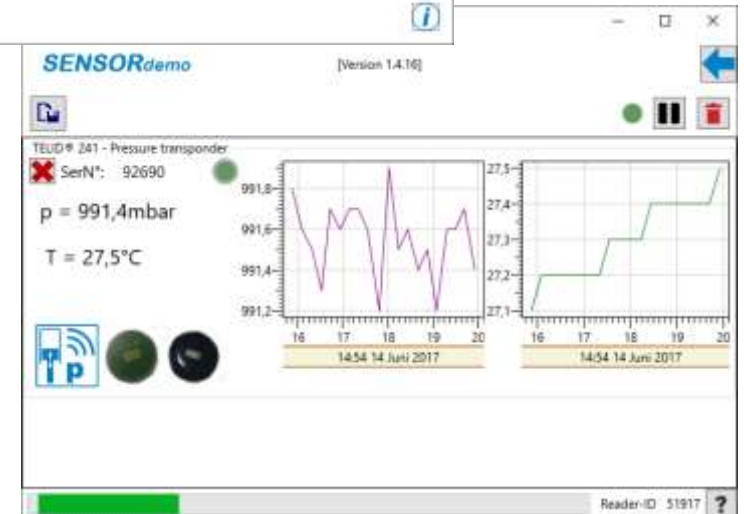 i
SENSORdemo
[Version 1.4.16]
TELID® 241 - Pressure transponder
SerN°: 92690
p = 991,4mbar
T = 27,5°C
991,8
991,6
991,4
991,2
16 17 18 19 20
14:54 14 Juni 2017
27,5
27,4
27,3
27,2
27,1
16 17 18 19 20
14:54 14 Juni 2017
p
Reader-ID 51917 ?